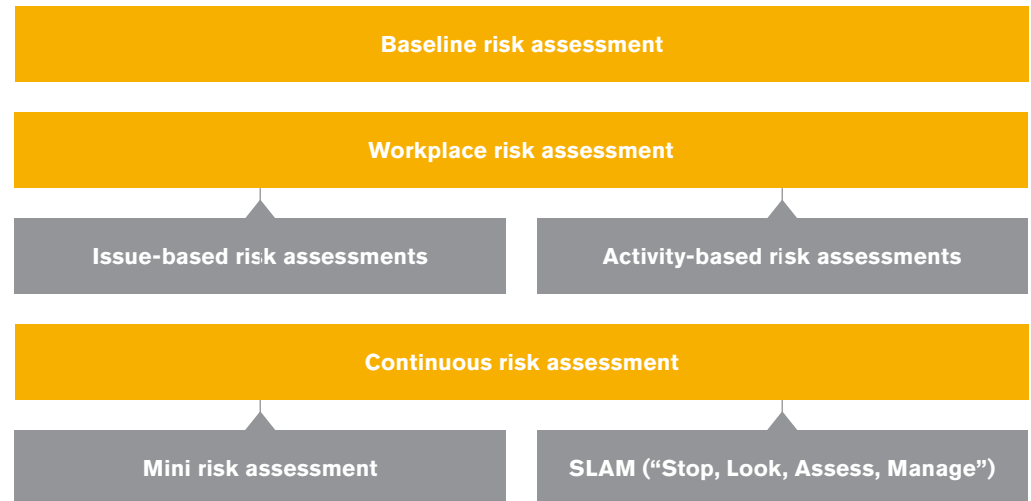 Baseline risk assessment
Workplace risk assessment
Issue-based risk assessments
Activity-based risk assessments
Continuous risk assessment
Mini risk assessment
SLAM (“Stop, Look, Assess, Manage”)